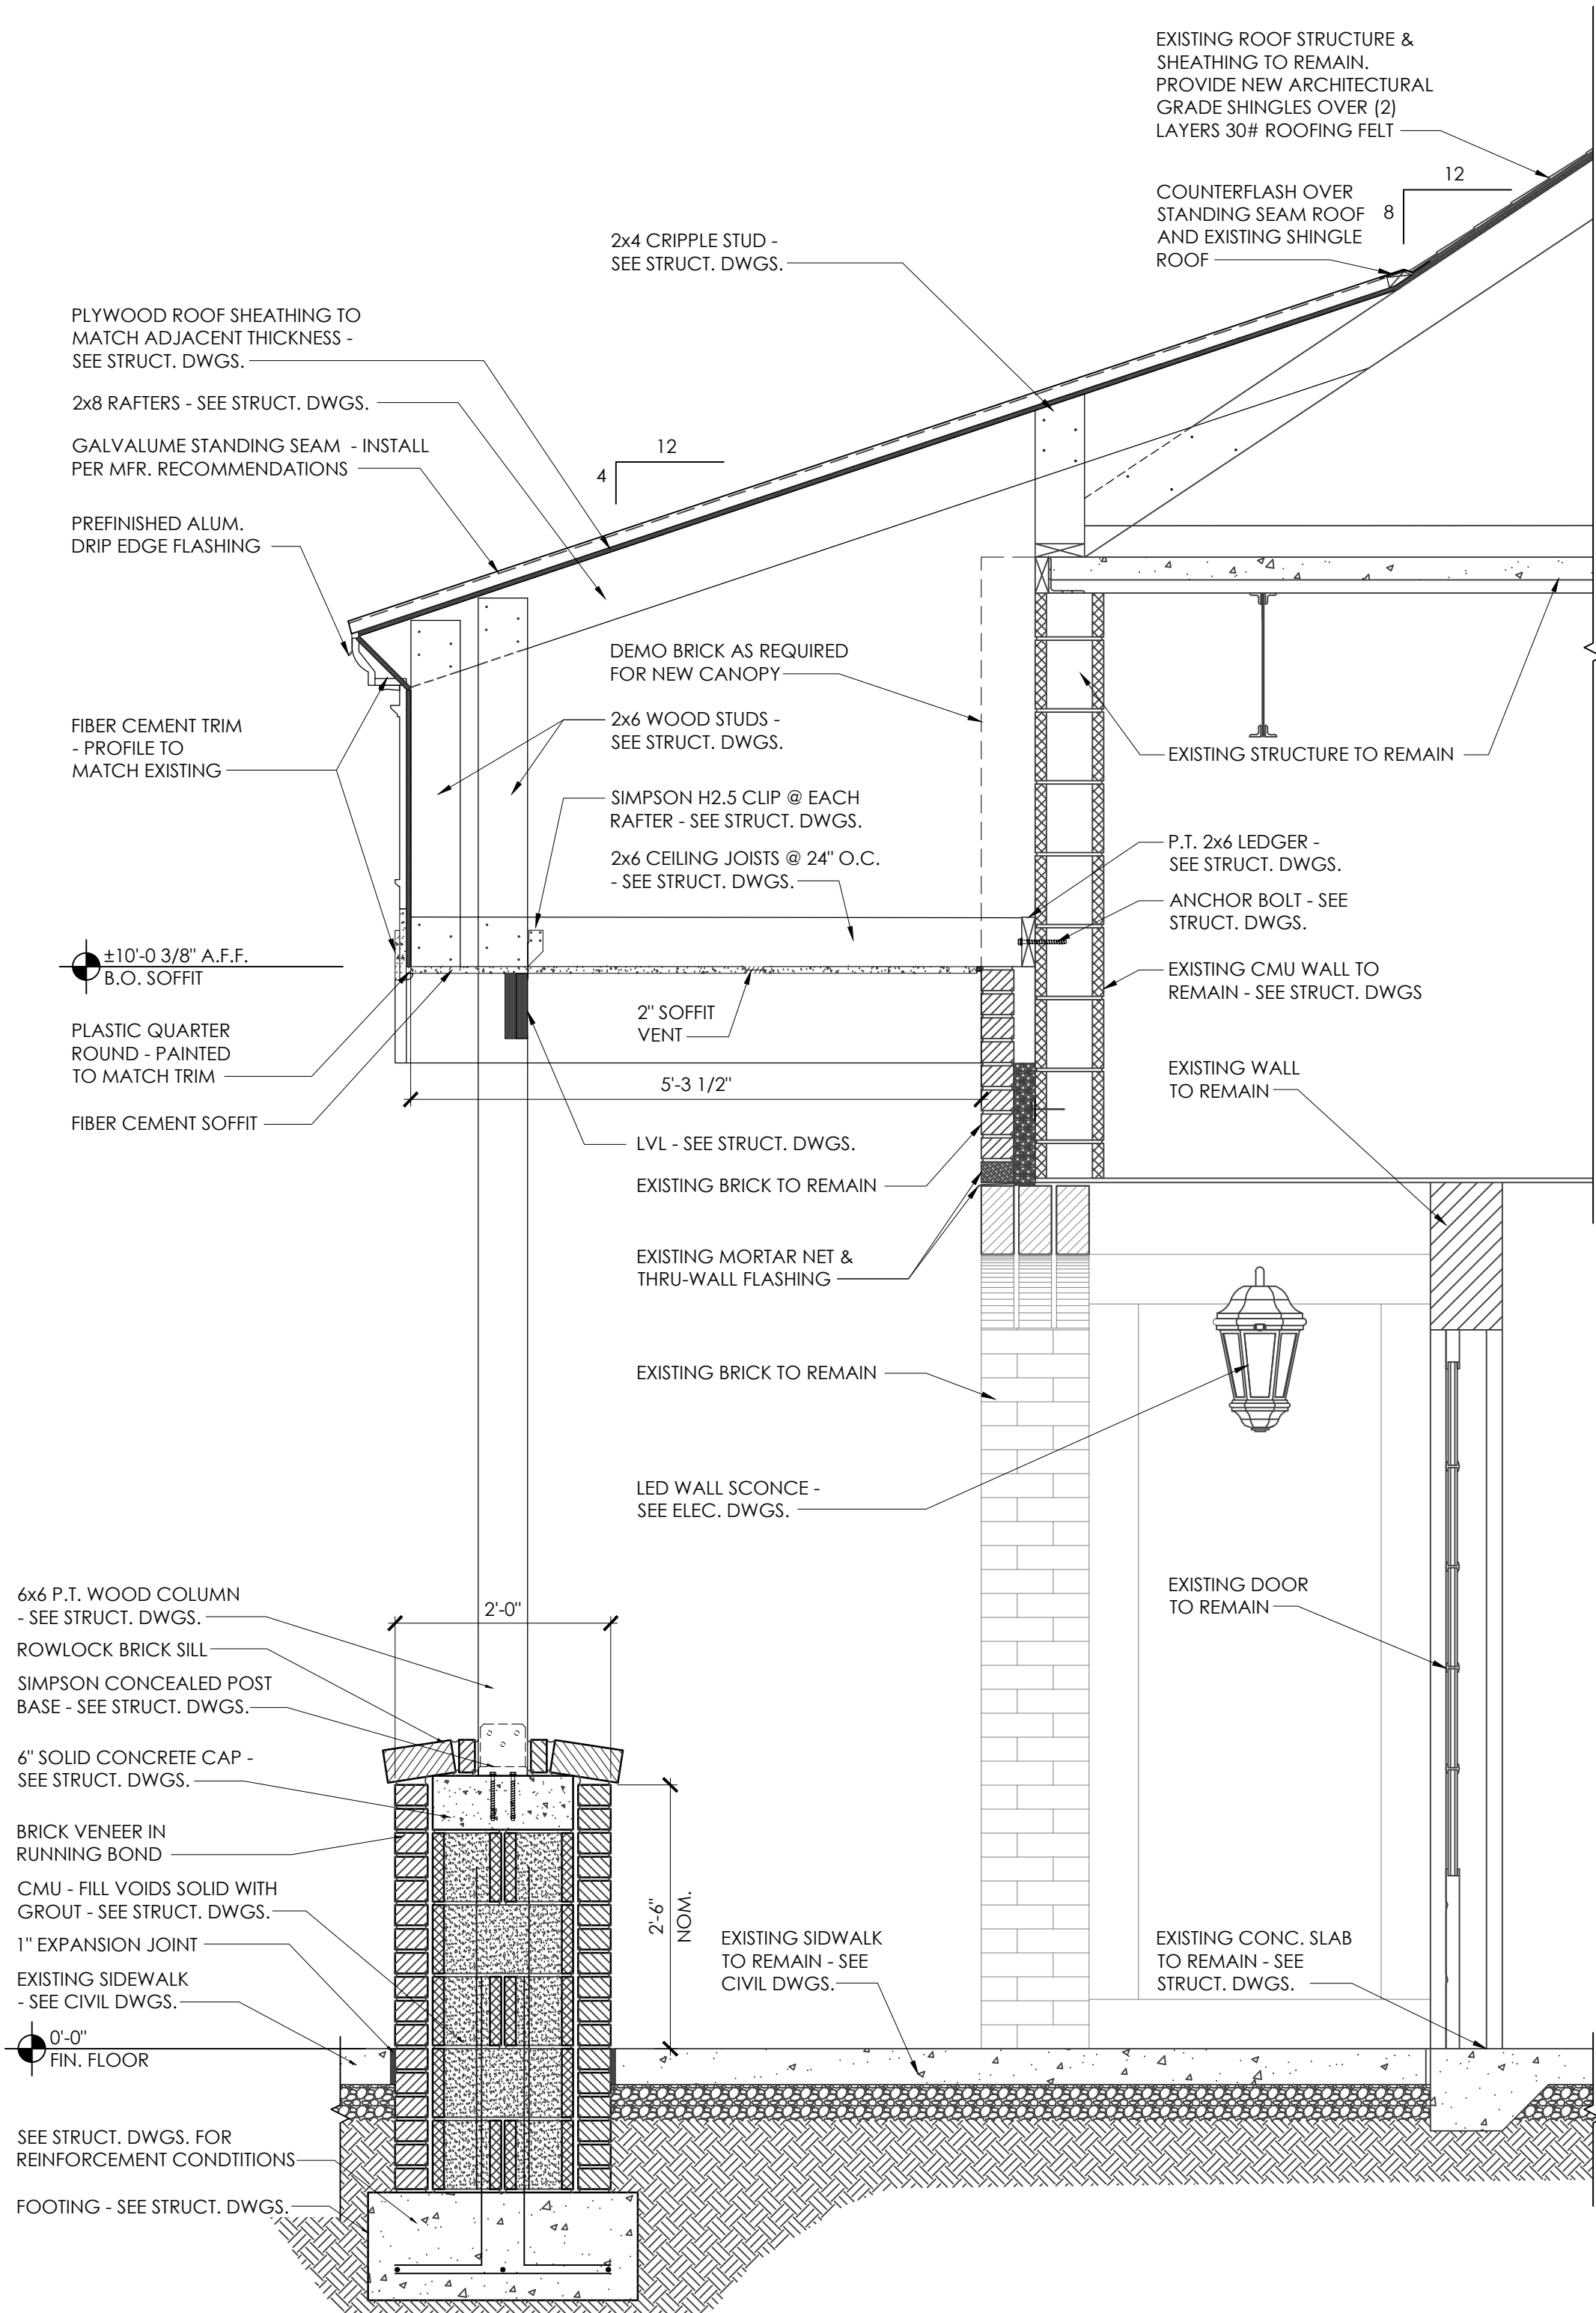 EXISTING ROOF STRUCTURE &
SHEATHING TO REMAIN.
PROVIDE NEW ARCHITECTURAL
GRADE SHINGLES OVER (2)
LAYERS 30# ROOFING FELT
12
8
COUNTERFLASH OVER
STANDING SEAM ROOF
AND EXISTING SHINGLE
ROOF
2x4 CRIPPLE STUD -
SEE STRUCT. DWGS.
PLYWOOD ROOF SHEATHING TO
MATCH ADJACENT THICKNESS -
SEE STRUCT. DWGS.
2x8 RAFTERS - SEE STRUCT. DWGS.
GALVALUME STANDING SEAM - INSTALL
PER MFR. RECOMMENDATIONS
12
4
PREFINISHED ALUM.
DRIP EDGE FLASHING
DEMO BRICK AS REQUIRED
FOR NEW CANOPY
FIBER CEMENT TRIM
- PROFILE TO
MATCH EXISTING
2x6 WOOD STUDS -
SEE STRUCT. DWGS.
EXISTING STRUCTURE TO REMAIN
SIMPSON H2.5 CLIP @ EACH
RAFTER - SEE STRUCT. DWGS.
2x6 CEILING JOISTS @ 24" O.C.
- SEE STRUCT. DWGS.
P.T. 2x6 LEDGER -
SEE STRUCT. DWGS.
ANCHOR BOLT - SEE
STRUCT. DWGS.
±10'-0 3/8" A.F.F.
B.O. SOFFIT
EXISTING CMU WALL TO
REMAIN - SEE STRUCT. DWGS
2" SOFFIT
VENT
PLASTIC QUARTER
ROUND - PAINTED
TO MATCH TRIM
5'-3 1/2"
EXISTING WALL
TO REMAIN
FIBER CEMENT SOFFIT
LVL - SEE STRUCT. DWGS.
EXISTING BRICK TO REMAIN
EXISTING MORTAR NET &
THRU-WALL FLASHING
EXISTING BRICK TO REMAIN
LED WALL SCONCE -
SEE ELEC. DWGS.
6x6 P.T. WOOD COLUMN
- SEE STRUCT. DWGS.
2'-0"
EXISTING DOOR
TO REMAIN
ROWLOCK BRICK SILL
SIMPSON CONCEALED POST
BASE - SEE STRUCT. DWGS.
6" SOLID CONCRETE CAP -
SEE STRUCT. DWGS.
BRICK VENEER IN
RUNNING BOND
CMU - FILL VOIDS SOLID WITH
GROUT - SEE STRUCT. DWGS.
2'-6"
NOM.
1" EXPANSION JOINT
EXISTING SIDWALK
TO REMAIN - SEE
CIVIL DWGS.
EXISTING CONC. SLAB
TO REMAIN - SEE
STRUCT. DWGS.
EXISTING SIDEWALK
- SEE CIVIL DWGS.
0'-0"
FIN. FLOOR
SEE STRUCT. DWGS. FOR
REINFORCEMENT CONDTITIONS
FOOTING - SEE STRUCT. DWGS.